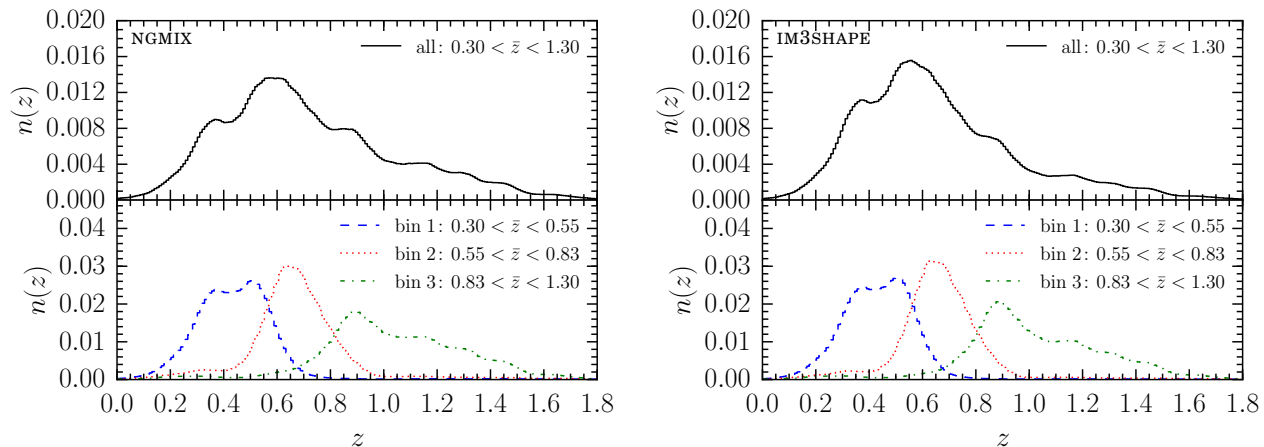 NGMIX
all: 0.30 < z̄ < 1.30
n(z)
0.020
0.016
0.012
0.008
0.004
0.000
bin 1: 0.30 < z̄ < 0.55
bin 2: 0.55 < z̄ < 0.83
bin 3: 0.83 < z̄ < 1.30
n(z)
0.04
0.03
0.02
0.01
0.00
0.0 0.2 0.4 0.6 0.8 1.0 1.2 1.4 1.6 1.8
z
IM3SHAPE
all: 0.30 < z̄ < 1.30
n(z)
0.020
0.016
0.012
0.008
0.004
0.000
bin 1: 0.30 < z̄ < 0.55
bin 2: 0.55 < z̄ < 0.83
bin 3: 0.83 < z̄ < 1.30
n(z)
0.04
0.03
0.02
0.01
0.00
0.0 0.2 0.4 0.6 0.8 1.0 1.2 1.4 1.6 1.8
z